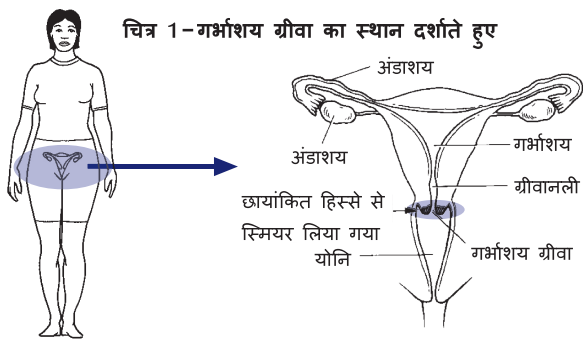 चित्र 1-गर्भाशय ग्रीवा का स्थान दर्शाते हुए
अंडाशय
अंडाशय
गर्भाशय
ग्रीवानली
छायांकित हिस्से से
स्मियर लिया गया
योनि
गर्भाशय ग्रीवा